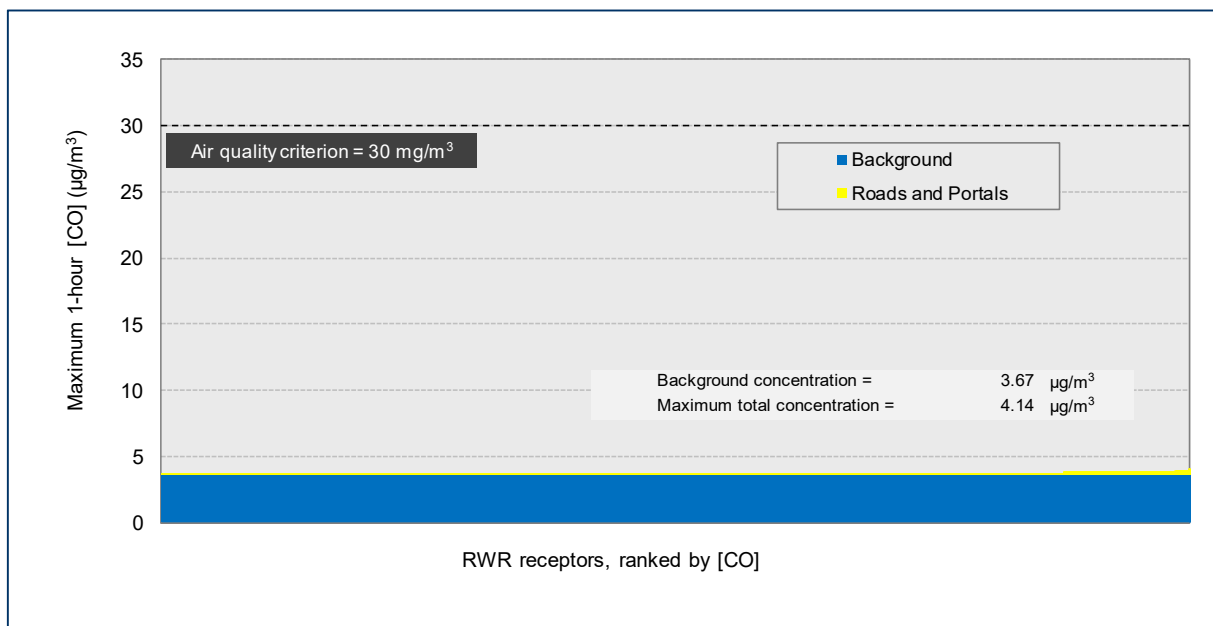 35
30
25
20
15
10
5
0
Maximum 1-hour [CO] (µg/m³)
Air quality criterion = 30 mg/m³
Background
Roads and Portals
Background concentration = 3.67 µg/m³
Maximum total concentration = 4.14 µg/m³
RWR receptors, ranked by [CO]